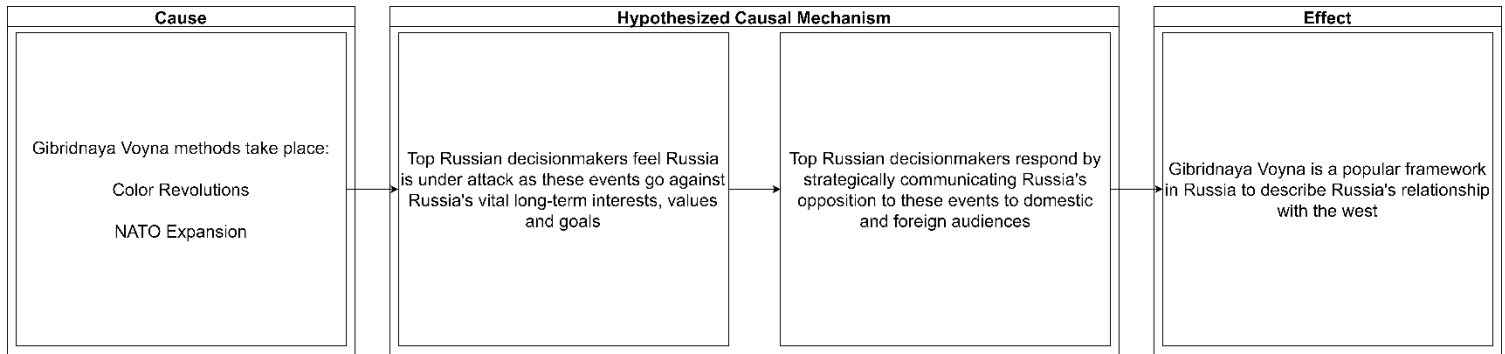 Cause
Hypothesized Causal Mechanism
Effect
Gibridnaya Voyna methods take place:
Color Revolutions
NATO Expansion
Top Russian decisionmakers feel Russia
is under attack as these events go against
Russia's vital long-term interests, values
and goals
Top Russian decisionmakers respond by
strategically communicating Russia's
opposition to these events to domestic
and foreign audiences
Gibridnaya Voyna is a popular framework
in Russia to describe Russia's relationship
with the west